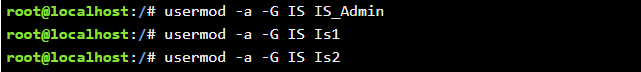 root@localhost:/# usermod -a -G IS IS_Admin
root@localhost:/# usermod -a -G IS Is1
root@localhost:/# usermod -a -G IS Is2